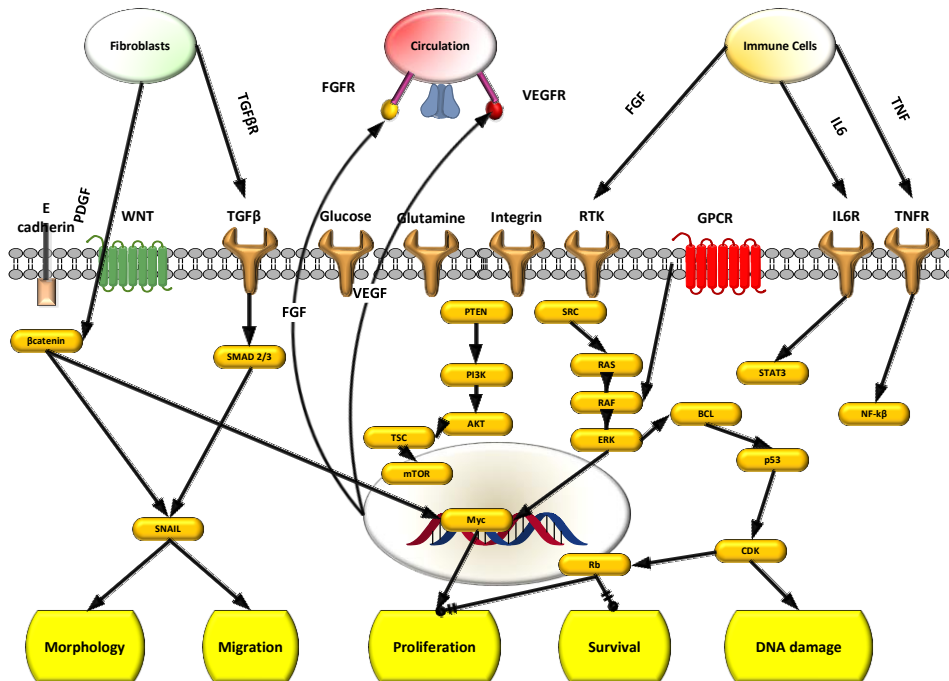 Fibroblasts
Circulation
Immune Cells
FGFR
VEGFR
TGFβR
FGF
IL6
TNF
PDGF
E
cadherin
WNT
TGFβ
Glucose
Glutamine
Integrin
RTK
GPCR
IL6R
TNFR
FGF
VEGF
βcatenin
SMAD 2/3
PTEN
SRC
PI3K
RAS
RAF
STAT3
AKT
TSC
ERK
BCL
NF-kβ
mTOR
p53
SNAIL
Myc
CDK
Rb
Morphology
Migration
Proliferation
Survival
DNA damage